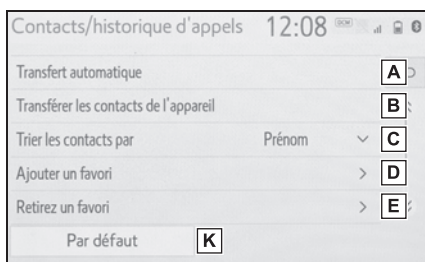 Contacts/historique d'appels 12:08 DCM
Transfert automatique A
Transférer les contacts de l'appareil B
Trier les contacts par Prénom C
Ajouter un favori D
Retirez un favori E
Par défaut K